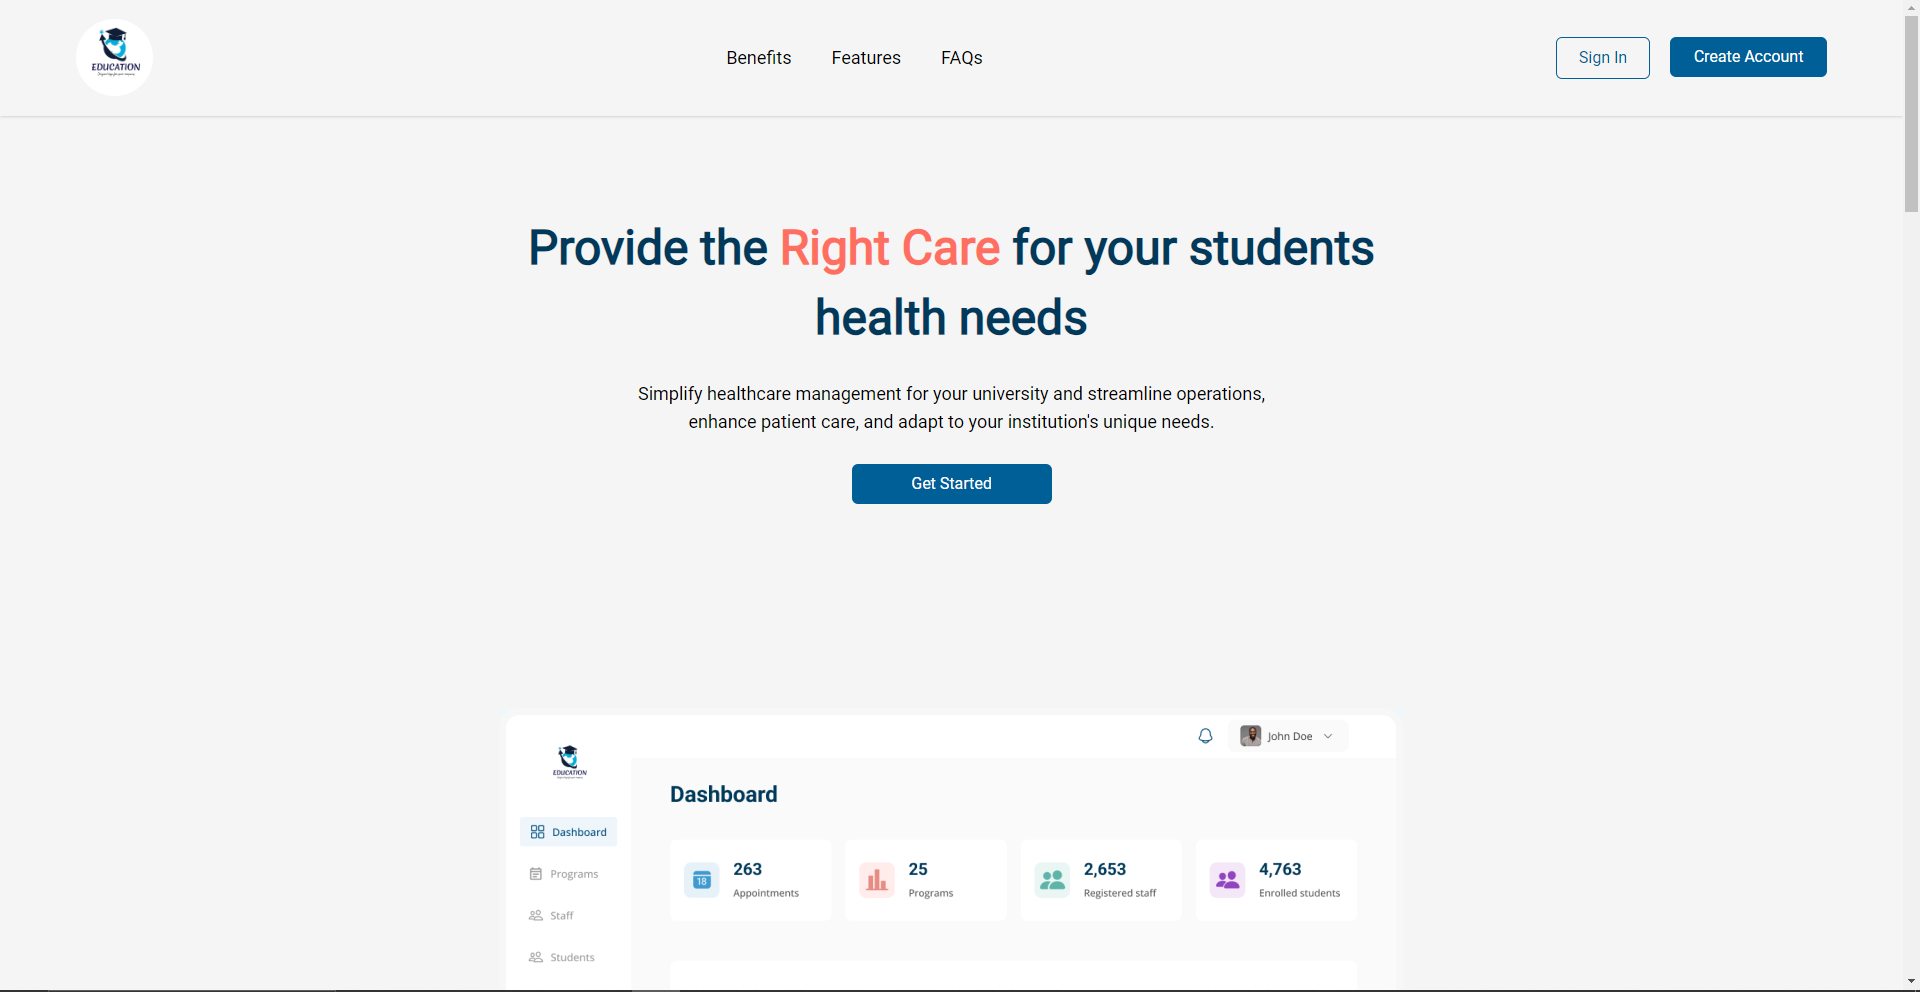 EDUCATION
Benefits
Features
FAQs
Sign In
Create Account
Provide the Right Care for your students
health needs
Simplify healthcare management for your university and streamline operations,
enhance patient care, and adapt to your institution's unique needs.
Get Started
EDUCATION
John Doe
Dashboard
Dashboard
Programs
Staff
Students
18
263
Appointments
25
Programs
2,653
Registered staff
4,763
Enrolled students